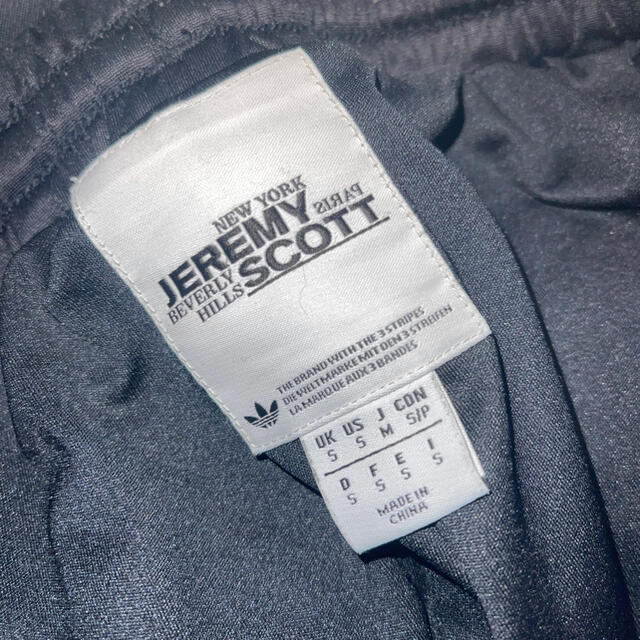 NEW YORK
JEREMY PARIS
BEVERLY SCOTT
HILLS
THE BRAND WITH THE 3 STRIPES
DIE WELTMARKE MIT DEN 3 STREIFEN
LA MARQUE AUX 3 BANDES
UK US J CDN
S S M S/P
D F E I
S S S S
MADE IN
CHINA